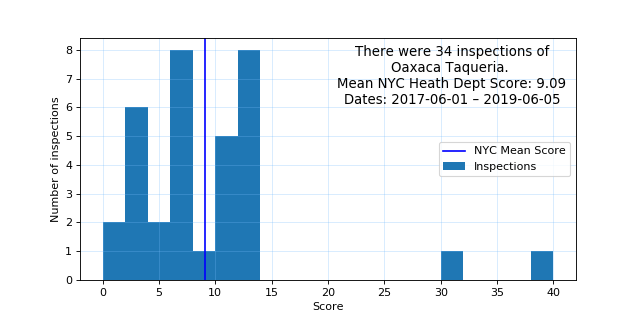 There were 34 inspections of
Oaxaca Taqueria.
Mean NYC Heath Dept Score: 9.09
Dates: 2017-06-01 – 2019-06-05
NYC Mean Score
Inspections
Number of inspections
8
7
6
5
4
3
2
1
0
0 5 10 15 20 25 30 35 40
Score